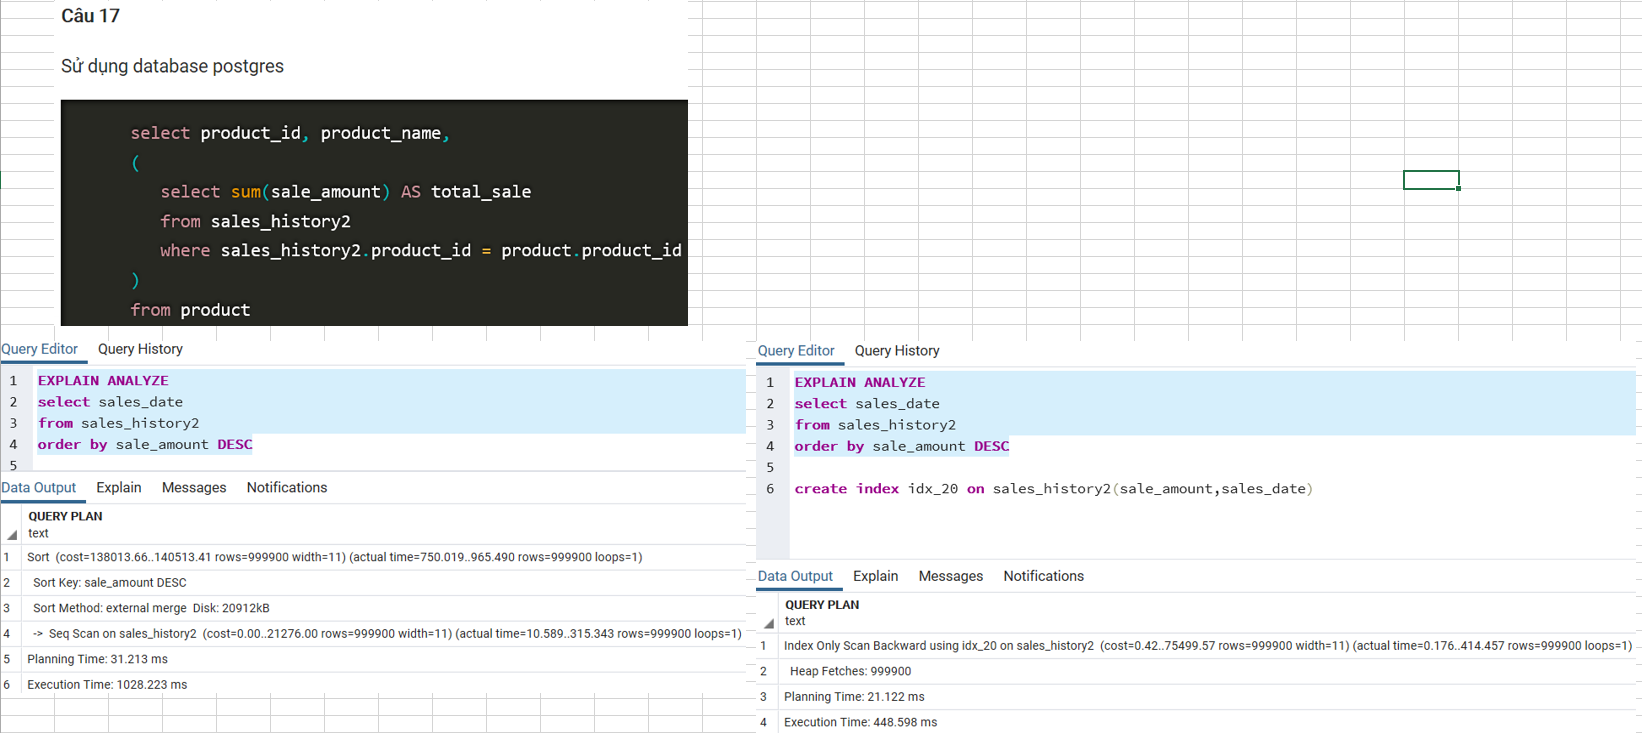 Câu 17
Sử dụng database postgres
select product_id, product_name,
(
select sum(sale_amount) AS total_sale
from sales_history2
where sales_history2.product_id = product.product_id
)
from product
Query Editor Query History
1 EXPLAIN ANALYZE
2 select sales_date
3 from sales_history2
4 order by sale_amount DESC
5
Data Output Explain Messages Notifications
QUERY PLAN
text
1 Sort (cost=138013.66..140513.41 rows=999900 width=11) (actual time=750.019..965.490 rows=999900 loops=1)
2 Sort Key: sale_amount DESC
3 Sort Method: external merge Disk: 20912kB
4 -> Seq Scan on sales_history2 (cost=0.00..21276.00 rows=999900 width=11) (actual time=10.589..315.343 rows=999900 loops=1)
5 Planning Time: 31.213 ms
6 Execution Time: 1028.223 ms
Query Editor Query History
1 EXPLAIN ANALYZE
2 select sales_date
3 from sales_history2
4 order by sale_amount DESC
5
6 create index idx_20 on sales_history2(sale_amount,sales_date)
Data Output Explain Messages Notifications
QUERY PLAN
text
1 Index Only Scan Backward using idx_20 on sales_history2 (cost=0.42..75499.57 rows=999900 width=11) (actual time=0.176..414.457 rows=999900 loops=1)
2 Heap Fetches: 999900
3 Planning Time: 21.122 ms
4 Execution Time: 448.598 ms